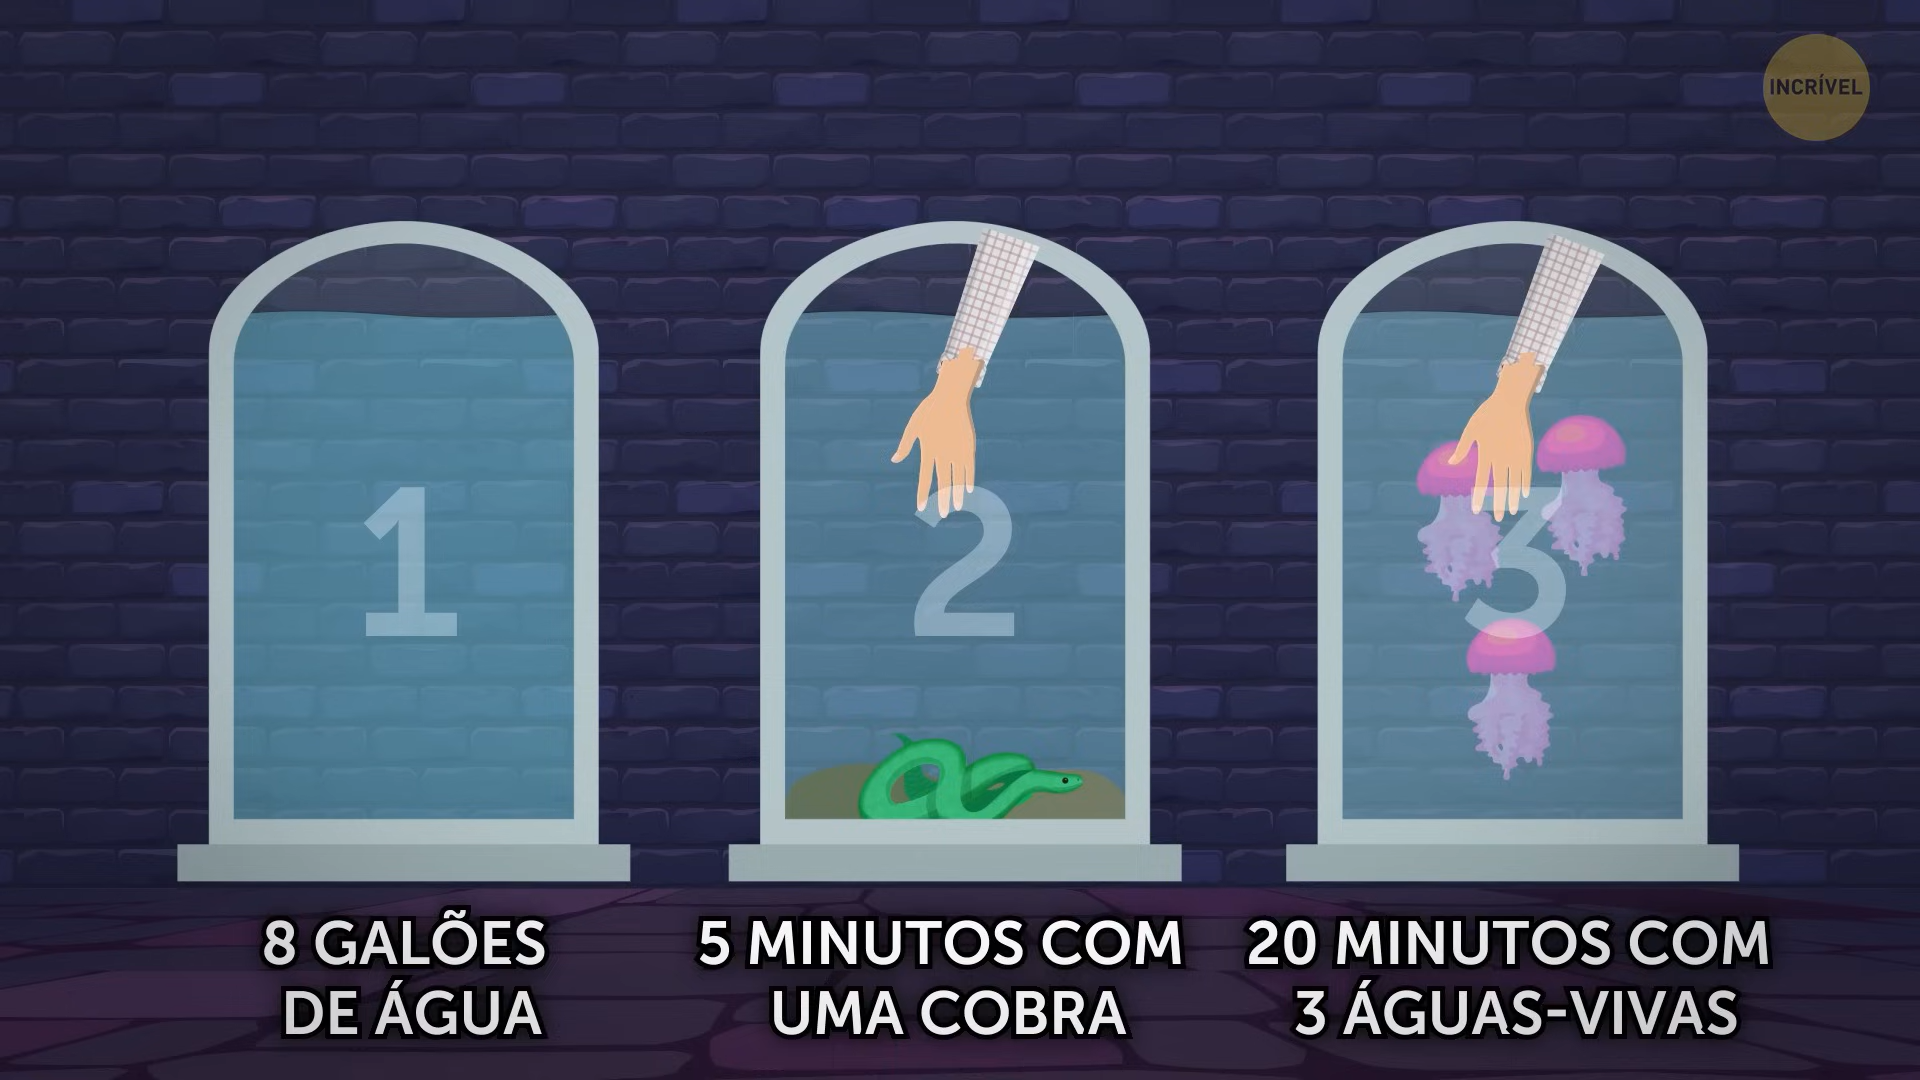 INCRÍVEL
1
2
3
8 GALÕES
DE ÁGUA
5 MINUTOS COM
UMA COBRA
20 MINUTOS COM
3 ÁGUAS-VIVAS